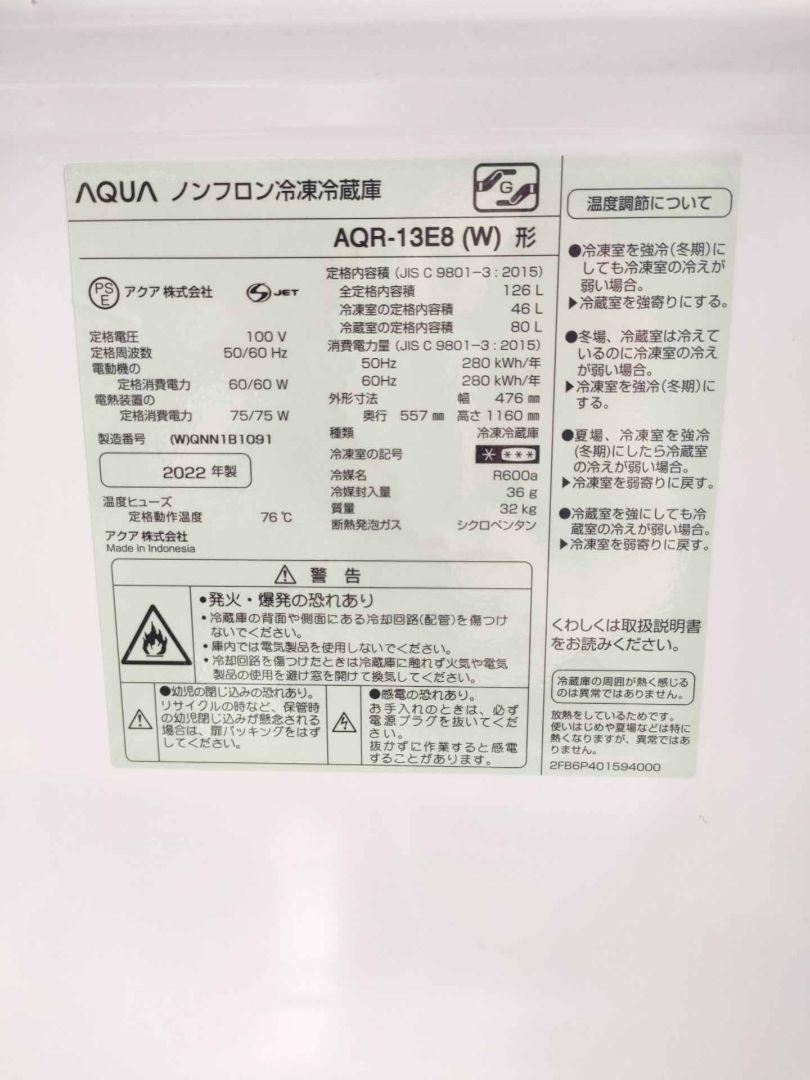 AQUA ノンフロン冷凍冷蔵庫
G
AQR-13E8 (W) 形
PS
E
アクア 株式会社
S JET
定格電圧 100 V
定格周波数 50/60 Hz
電動機の
定格消費電力 60/60 W
電熱装置の
定格消費電力 75/75 W
製造番号 (W)QNN1B1091
2022 年製
温度ヒューズ
定格動作温度 76 ℃
アクア 株式会社
Made in Indonesia
定格内容積 (JIS C 9801-3 : 2015)
全定格内容積 126 L
冷凍室の定格内容積 46 L
冷蔵室の定格内容積 80 L
消費電力量 (JIS C 9801-3 : 2015)
50Hz 280 kWh/年
60Hz 280 kWh/年
外形寸法 幅 476 ㎜
奥行 557 ㎜ 高さ 1160 ㎜
種類 冷凍冷蔵庫
冷凍室の記号 * ***
冷媒名 R600a
冷媒封入量 36 g
質量 32 kg
断熱発泡ガス シクロペンタン
⚠ 警告
●発火・爆発の恐れあり
・冷蔵庫の背面や側面にある冷却回路(配管)を傷つけ
ないでください。
・庫内では電気製品を使用しないでください。
・冷却回路を傷つけたときは冷蔵庫に触れず火気や電気
製品の使用を避け窓を開けて換気してください。
●幼児の閉じ込みの恐れあり。
リサイクルの時など、保管時
の幼児閉じ込みが懸念される
場合は、扉パッキングをはず
してください。
●感電の恐れあり。
お手入れのときは、必ず
電源プラグを抜いてくだ
さい。
抜かずに作業すると感電
することがあります。
温度調節について
●冷凍室を強冷(冬期)に
しても冷凍室の冷えが
弱い場合。
▶冷蔵室を強寄りにする。
●冬場、冷蔵室は冷えて
いるのに冷凍室の冷え
が弱い場合。
▶冷凍室を強冷(冬期)に
する。
●夏場、冷凍室を強冷
(冬期)にしたら冷蔵室
の冷えが弱い場合。
▶冷凍室を弱寄りに戻す。
●冷蔵室を強にしても冷
蔵室の冷えが弱い場合。
▶冷凍室を弱寄りに戻す。
くわしくは取扱説明書
をお読みください。
冷蔵庫の周囲が熱く感じる
のは異常ではありません。
放熱をしているためです。
使いはじめや夏場などは特に
熱くなりますが、異常ではあ
りません。
2FB6P401594000